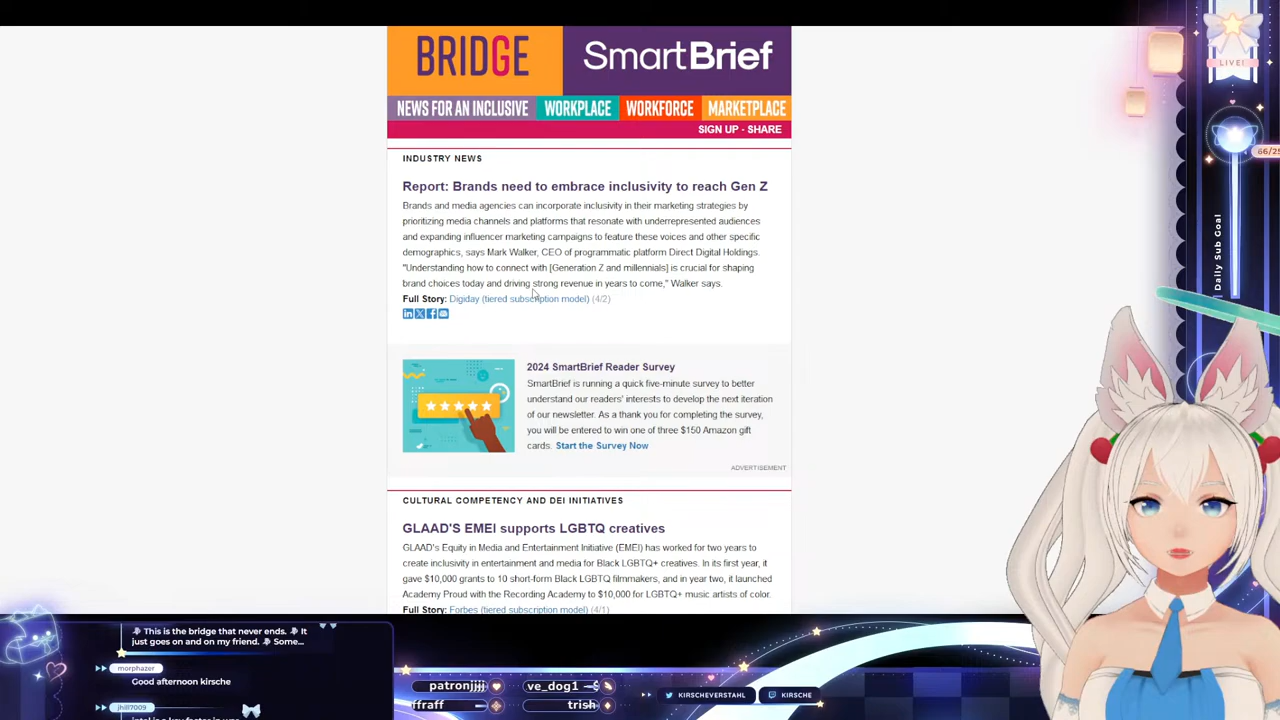 BRIDGE
SmartBrief
NEWS FOR AN INCLUSIVE WORKPLACE WORKFORCE MARKETPLACE
SIGN UP - SHARE
INDUSTRY NEWS
Report: Brands need to embrace inclusivity to reach Gen Z
Brands and media agencies can incorporate inclusivity in their marketing strategies by
prioritizing media channels and platforms that resonate with underrepresented audiences
and expanding influencer marketing campaigns to feature these voices and other specific
demographics, says Mark Walker, CEO of programmatic platform Direct Digital Holdings.
"Understanding how to connect with [Generation Z and millennials] is crucial for shaping
brand choices today and driving strong revenue in years to come," Walker says.
Full Story: Digiday (tiered subscription model) (4/2)
2024 SmartBrief Reader Survey
SmartBrief is running a quick five-minute survey to better
understand our readers' interests to develop the next iteration
of our newsletter. As a thank you for completing the survey,
you will be entered to win one of three $150 Amazon gift
cards. Start the Survey Now
ADVERTISEMENT
CULTURAL COMPETENCY AND DEI INITIATIVES
GLAAD'S EMEI supports LGBTQ creatives
GLAAD's Equity in Media and Entertainment Initiative (EMEI) has worked for two years to
create inclusivity in entertainment and media for Black LGBTQ+ creatives. In its first year, it
gave $10,000 grants to 10 short-form Black LGBTQ filmmakers, and in year two, it launched
Academy Proud with the Recording Academy to $10,000 for LGBTQ+ music artists of color.
Full Story: Forbes (tiered subscription model) (4/1)
LIVE!
66/25
Daily Sub Goal
This is the bridge that never ends. It
just goes on and on my friend. Some...
morphazer
Good afternoon kirsche
jhill7009
patronjjjj
ve_dog1
ffraff
trish
KIRSCHEVERSTAHL
KIRSCHE